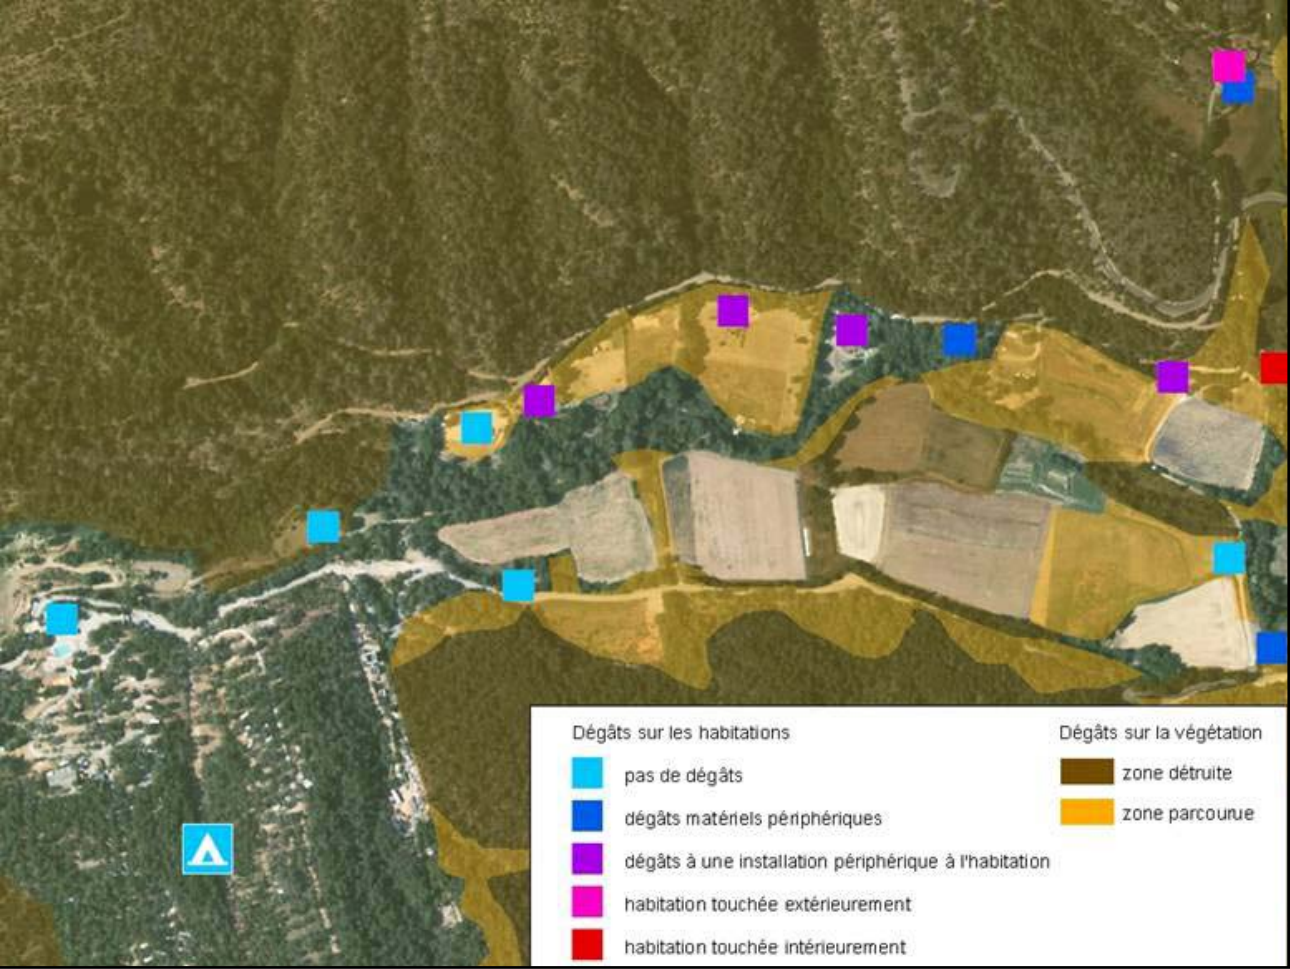 Dégâts sur les habitations
pas de dégâts
dégâts matériels périphériques
dégâts à une installation périphérique à l'habitation
habitation touchée extérieurement
habitation touchée intérieurement
Dégâts sur la végétation
zone détruite
zone parcourue